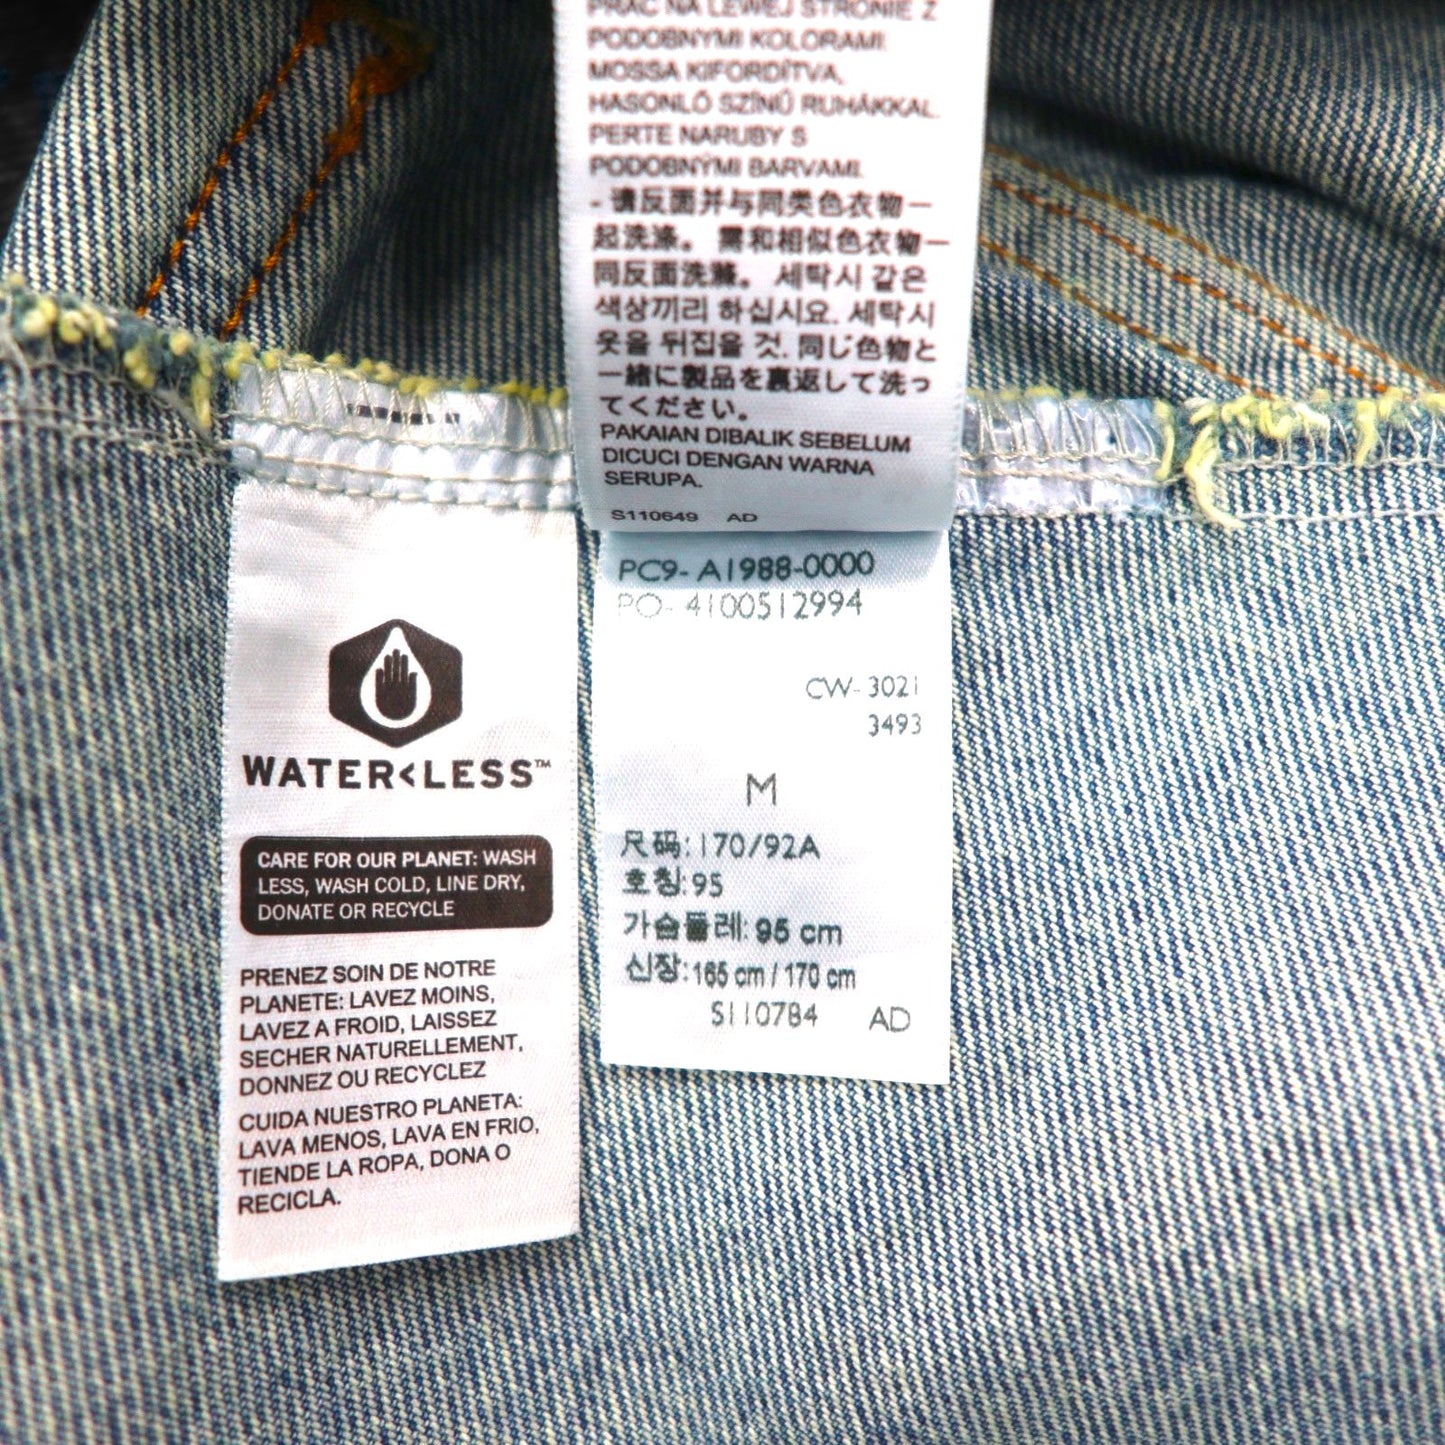 PRAC NA LEWEJ STRONIE Z
PODOBNYMI KOLORAMI.
MOSSA KIFORDÍTVA,
HASONLÓ SZÍNŰ RUHÁKKAL.
PERTE NARUBY S
PODOBNÝMI BARVAMI.
- 请反面并与同类色衣物一
起洗涤。 需和相似色衣物一
同反面洗滌。 세탁시 같은
색상끼리 하십시요. 세탁시
옷을 뒤집을 것. 同じ色物と
一緒に製品を裏返して洗っ
てください。
PAKAIAN DIBALIK SEBELUM
DICUCI DENGAN WARNA
SERUPA.
S110649 AD
PC9- A1988-0000
PO- 4100512994
CW- 3021
3493
M
尺码: 170/92A
호칭: 95
가슴둘레: 95 cm
신장: 165 cm / 170 cm
S110784 AD
WATER<LESS™
CARE FOR OUR PLANET: WASH
LESS, WASH COLD, LINE DRY,
DONATE OR RECYCLE
PRENEZ SOIN DE NOTRE
PLANETE: LAVEZ MOINS,
LAVEZ A FROID, LAISSEZ
SECHER NATURELLEMENT,
DONNEZ OU RECYCLEZ
CUIDA NUESTRO PLANETA:
LAVA MENOS, LAVA EN FRIO,
TIENDE LA ROPA, DONA O
RECICLA.